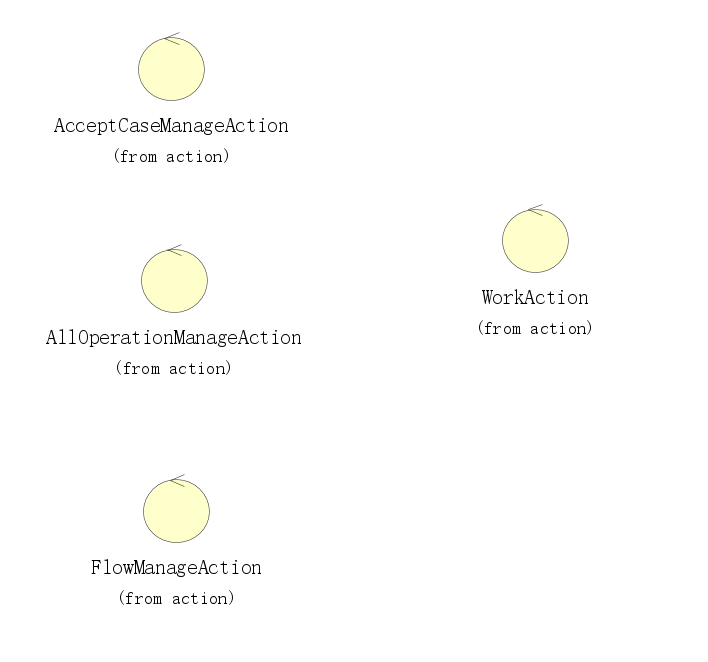 AcceptCaseManageAction
(from action)
WorkAction
(from action)
AllOperationManageAction
(from action)
FlowManageAction
(from action)